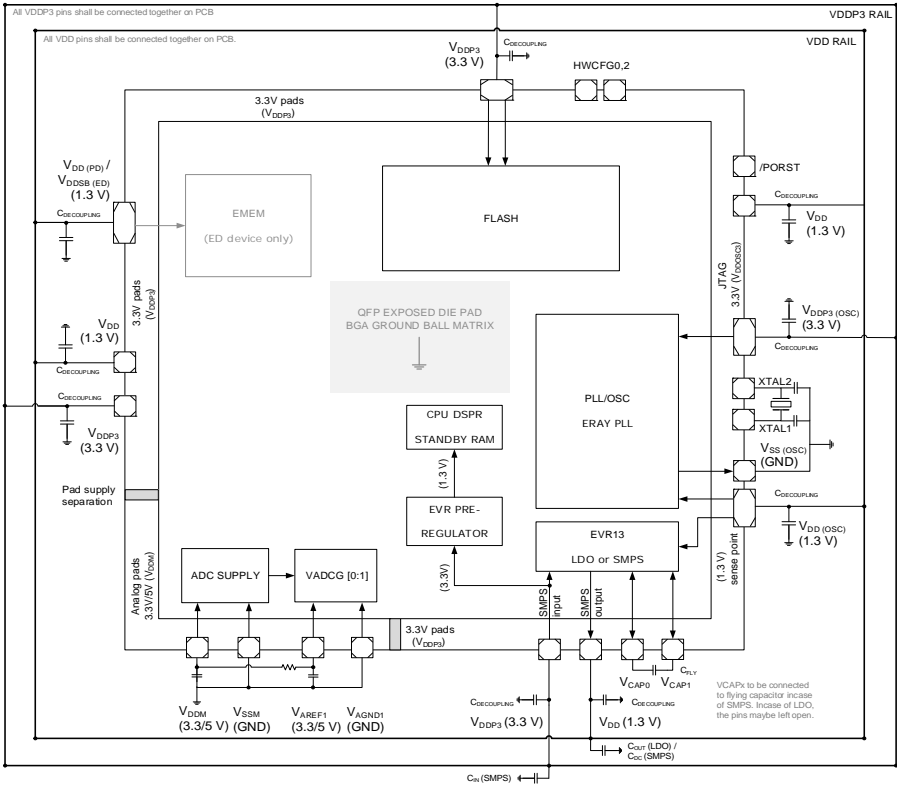 All VDDP3 pins shall be connected together on PCB
VDDP3 RAIL
All VDD pins shall be connected together on PCB.
VDD RAIL
VDDP3
(3.3 V)
CDECOUPLING
HWCFG0,2
3.3V pads
(VDDP3)
VDD (PD) /
VDDSB (ED)
(1.3 V)
CDECOUPLING
EMEM
(ED device only)
FLASH
/PORST
CDECOUPLING
VDD
(1.3 V)
3.3V pads
(VDDP3)
JTAG
3.3V (VDDOSC3)
QFP EXPOSED DIE PAD
BGA GROUND BALL MATRIX
VDD
(1.3 V)
CDECOUPLING
VDDP3 (OSC)
(3.3 V)
CDECOUPLING
CDECOUPLING
VDDP3
(3.3 V)
XTAL2
XTAL1
PLL/OSC
ERAY PLL
CPU DSPR
STANDBY RAM
VSS (OSC)
(GND)
(1.3 V)
Pad supply
separation
EVR PRE-
REGULATOR
CDECOUPLING
VDD (OSC)
(1.3 V)
EVR13
LDO or SMPS
(1.3 V)
sense point
Analog pads
3.3V/5V (VDDM)
ADC SUPPLY
VADCG [0:1]
(3.3V)
SMPS
input
SMPS
output
3.3V pads
(VDDP3)
CFLY
VCAP0
VCAP1
VDDM
(3.3/5 V)
VSSM
(GND)
VAREF1
(3.3/5 V)
VAGND1
(GND)
CDECOUPLING
VDDP3 (3.3 V)
CDECOUPLING
VDD (1.3 V)
VCAPx to be connected
to flying capacitor incase
of SMPS. Incase of LDO,
the pins maybe left open.
COUT (LDO) /
CDC (SMPS)
CIN (SMPS)